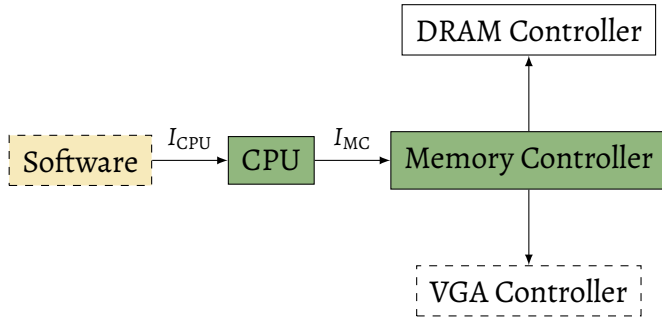 DRAM Controller
Software
I_CPU
CPU
I_MC
Memory Controller
VGA Controller